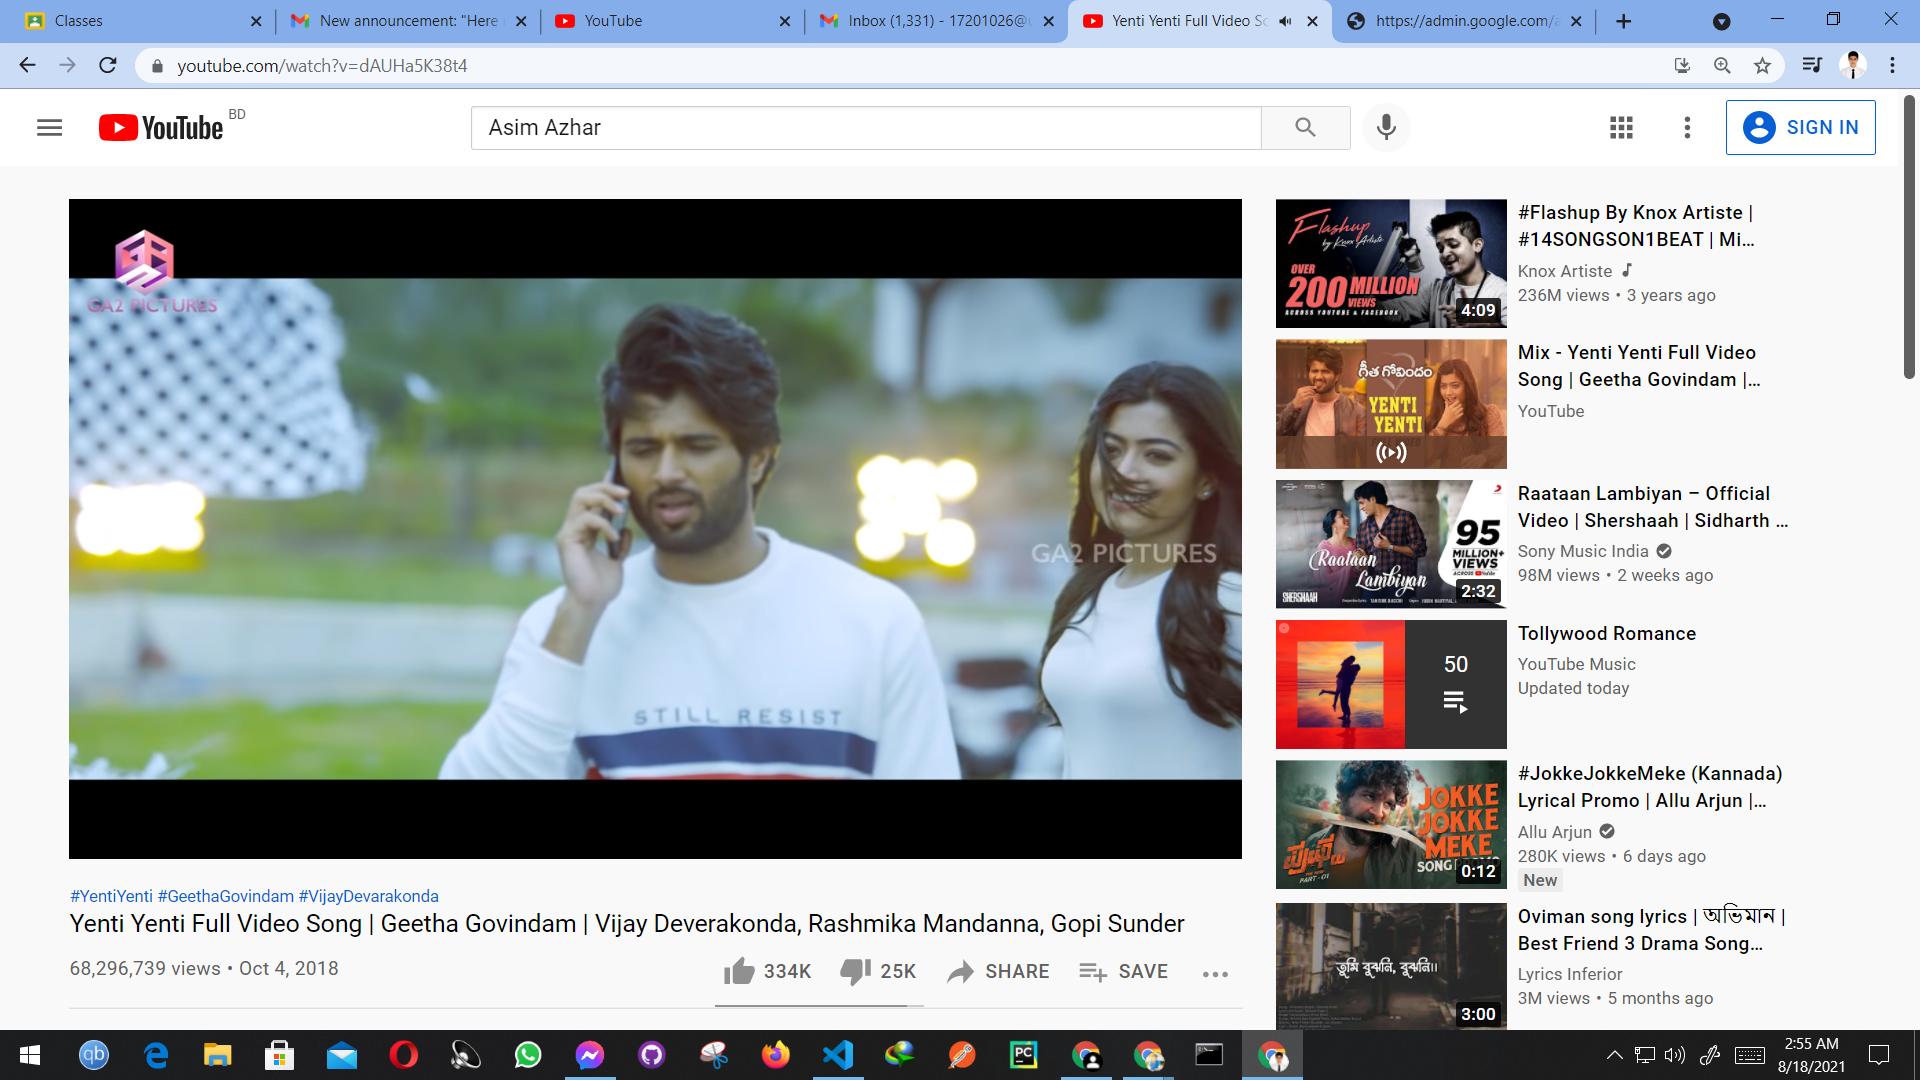 Classes
New announcement: "Here
YouTube
Inbox (1,331) - 17201026@
Yenti Yenti Full Video So
https://admin.google.com/a
youtube.com/watch?v=dAUHa5K38t4
YouTube BD
Asim Azhar
SIGN IN
GA2 PICTURES
GA2 PICTURES
STILL RESIST
#YentiYenti #GeethaGovindam #VijayDevarakonda
Yenti Yenti Full Video Song | Geetha Govindam | Vijay Deverakonda, Rashmika Mandanna, Gopi Sunder
68,296,739 views • Oct 4, 2018
334K 25K SHARE SAVE
Flashup
by Knox Artiste
OVER
200 MILLION
VIEWS
ACROSS YOUTUBE & FACEBOOK
4:09
#Flashup By Knox Artiste |
#14SONGSON1BEAT | Mi...
Knox Artiste
236M views • 3 years ago
గీత గోవిందం
YENTI
YENTI
Mix - Yenti Yenti Full Video
Song | Geetha Govindam |...
YouTube
95
MILLION+
VIEWS
Raataan
Lambiyan
SHERSHAAH
2:32
Raataan Lambiyan – Official
Video | Shershaah | Sidharth ...
Sony Music India
98M views • 2 weeks ago
50
Tollywood Romance
YouTube Music
Updated today
JOKKE
JOKKE
MEKE
SONG PROMO
ಪುಷ್ಪ
PART-01
0:12
#JokkeJokkeMeke (Kannada)
Lyrical Promo | Allu Arjun |...
Allu Arjun
280K views • 6 days ago
New
তুমি বুঝনি, বুঝনি।।
3:00
Oviman song lyrics | অভিমান |
Best Friend 3 Drama Song...
Lyrics Inferior
3M views • 5 months ago
qb
PC
2:55 AM
8/18/2021